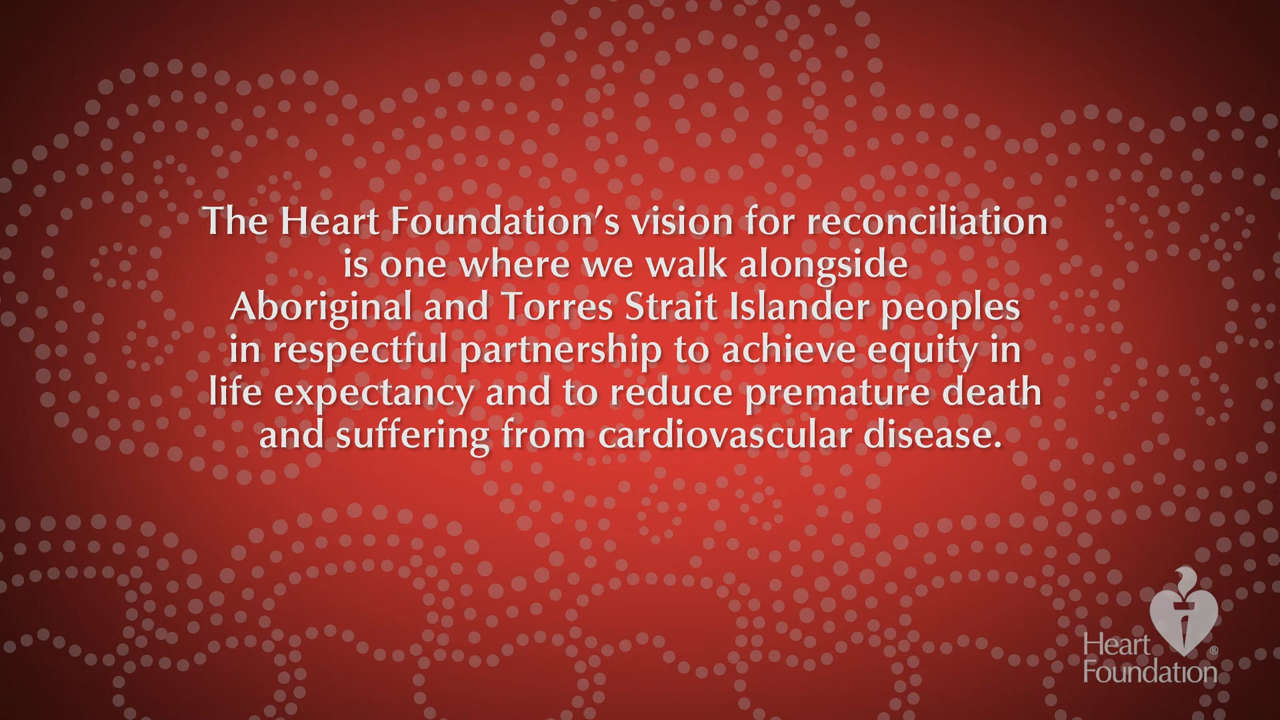 The Heart Foundation’s vision for reconciliation
is one where we walk alongside
Aboriginal and Torres Strait Islander peoples
in respectful partnership to achieve equity in
life expectancy and to reduce premature death
and suffering from cardiovascular disease.
Heart
Foundation®